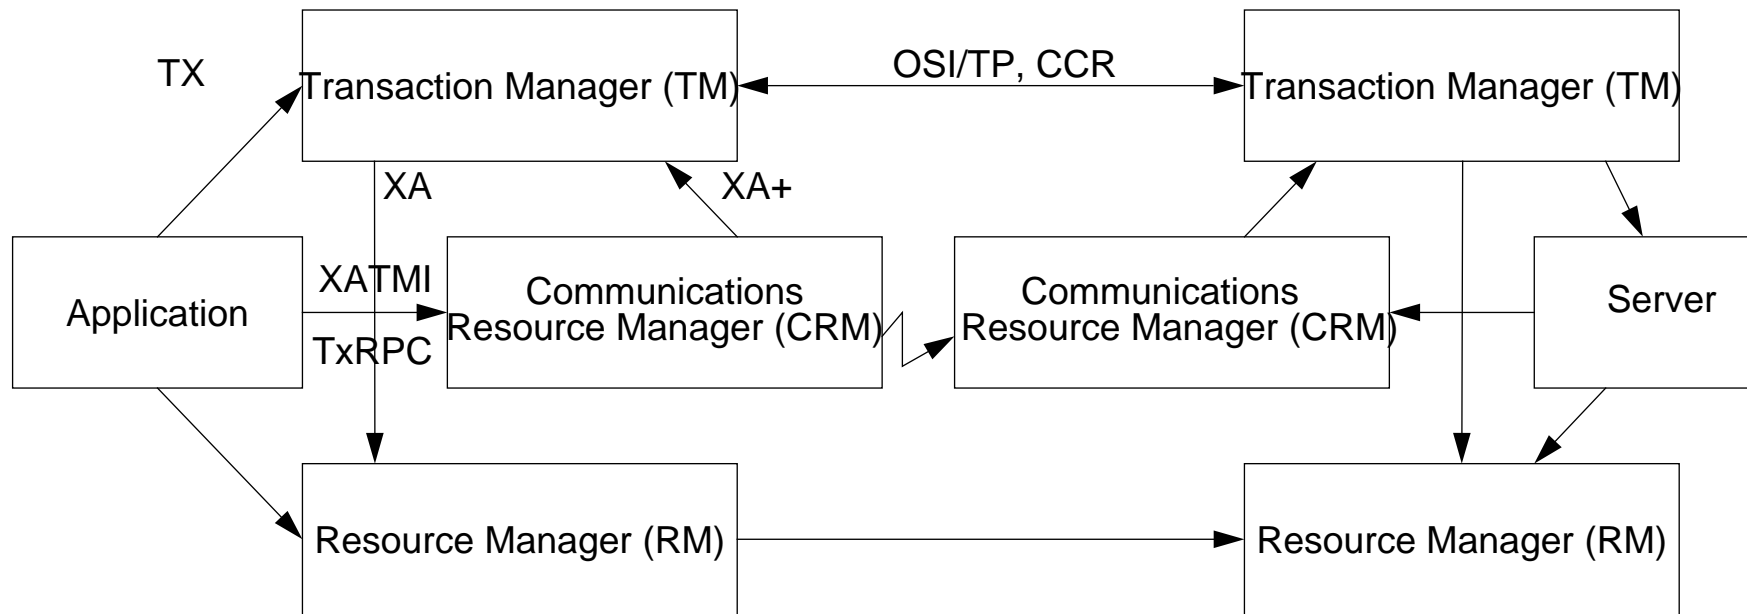 TX
OSI/TP, CCR
Transaction Manager (TM)
Transaction Manager (TM)
XA
XA+
XATMI
Application
TxRPC
Communications
Resource Manager (CRM)
Communications
Resource Manager (CRM)
Server
Resource Manager (RM)
Resource Manager (RM)